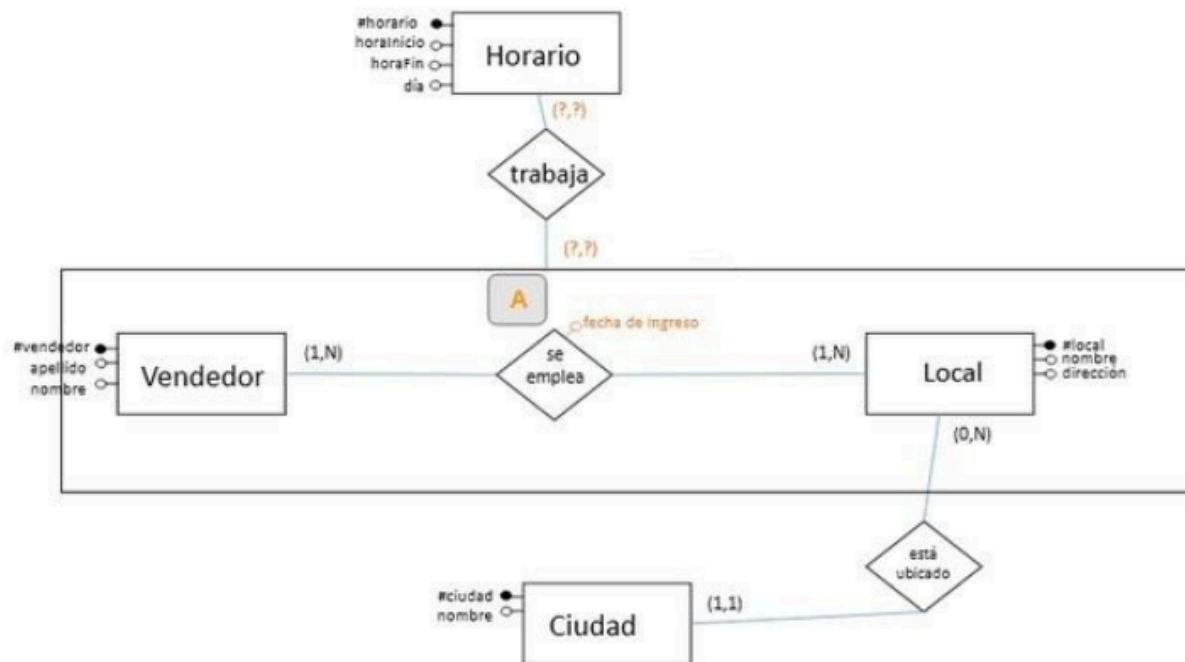 #horario
horaInicio
horaFin
día
Horario
(?,?)
trabaja
(?,?)
A
fecha de ingreso
#vendedor
apellido
nombre
Vendedor
(1,N)
se
emplea
(1,N)
Local
#local
nombre
dirección
(0,N)
está
ubicado
#ciudad
nombre
Ciudad
(1,1)